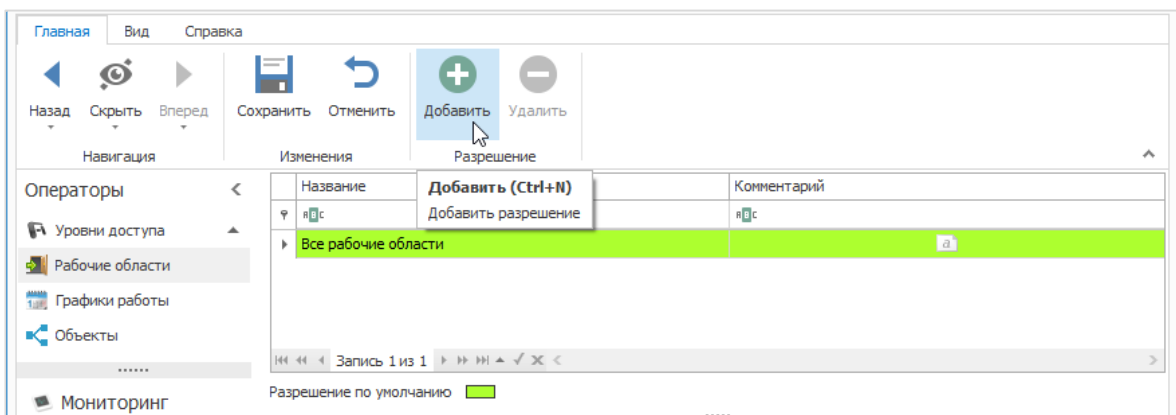 Главная Вид Справка
Назад Скрыть Вперед Сохранить Отменить Добавить Удалить
Навигация Изменения Разрешение
Операторы
Название Комментарий
Добавить (Ctrl+N)
Добавить разрешение
Уровни доступа
Все рабочие области
Рабочие области
Графики работы
Объекты
Запись 1 из 1
Разрешение по умолчанию
Мониторинг